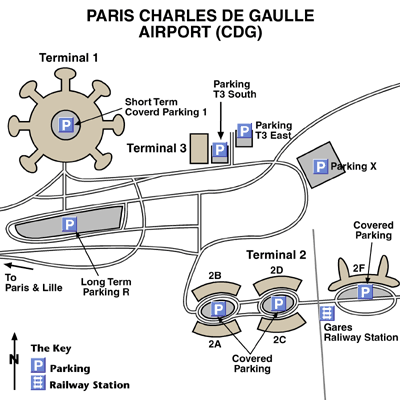 PARIS CHARLES DE GAULLE
AIRPORT (CDG)
Terminal 1
Short Term
Coverd Parking 1
P
Parking
T3 South
Parking
T3 East
P
Terminal 3
P
P
Parking X
P
Long Term
Parking R
To
Paris & Lille
Terminal 2
Covered
Parking
2B
2D
2F
P
P
P
2A
2C
Covered
Parking
Gares
Raliway Station
N
The Key
P
Parking
Railway Station